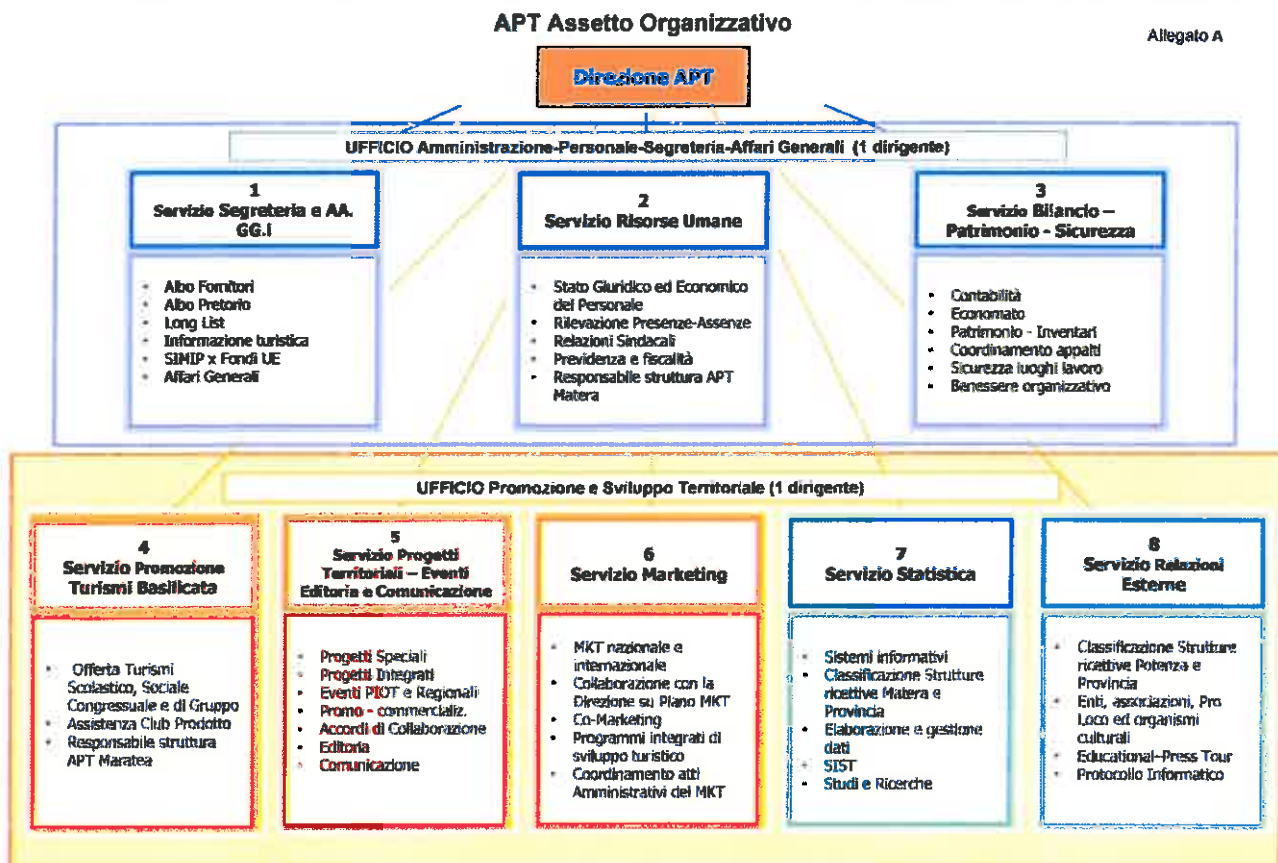 APT Assetto Organizzativo
Allegato A
Direzione APT
UFFICIO Amministrazione-Personale-Segreteria-Affari Generali (1 dirigente)
1
Servizio Segreteria e AA.
GG.I
• Albo Fornitori
• Albo Pretorio
• Long List
• Informazione turistica
• SIMIP x Fondi UE
• Affari Generali
2
Servizio Risorse Umane
• Stato Giuridico ed Economico
del Personale
• Rilevazione Presenze-Assenze
• Relazioni Sindacali
• Previdenza e fiscalità
• Responsabile struttura APT
Matera
3
Servizio Bilancio –
Patrimonio - Sicurezza
• Contabilità
• Economato
• Patrimonio - Inventari
• Coordinamento appalti
• Sicurezza luoghi lavoro
• Benessere organizzativo
UFFICIO Promozione e Sviluppo Territoriale (1 dirigente)
4
Servizio Promozione
Turismi Basilicata
• Offerta Turismi
Scolastico, Sociale
Congressuale e di Gruppo
• Assistenza Club Prodotto
• Responsabile struttura
APT Maratea
5
Servizio Progetti
Territoriali – Eventi
Editoria e Comunicazione
• Progetti Speciali
• Progetti Integrati
• Eventi PIOT e Regionali
• Promo - commercializ.
• Accordi di Collaborazione
• Editoria
• Comunicazione
6
Servizio Marketing
• MKT nazionale e
internazionale
• Collaborazione con la
Direzione su Piano MKT
• Co-Marketing
• Programmi integrati di
sviluppo turistico
• Coordinamento atti
Amministrativi del MKT
7
Servizio Statistica
• Sistemi informativi
• Classificazione Strutture
ricettive Matera e
Provincia
• Elaborazione e gestione
dati
• SIST
• Studi e Ricerche
8
Servizio Relazioni
Esterne
• Classificazione Strutture
ricettive Potenza e
Provincia
• Enti, associazioni, Pro
Loco ed organismi
culturali
• Educational-Press Tour
• Protocollo Informatico